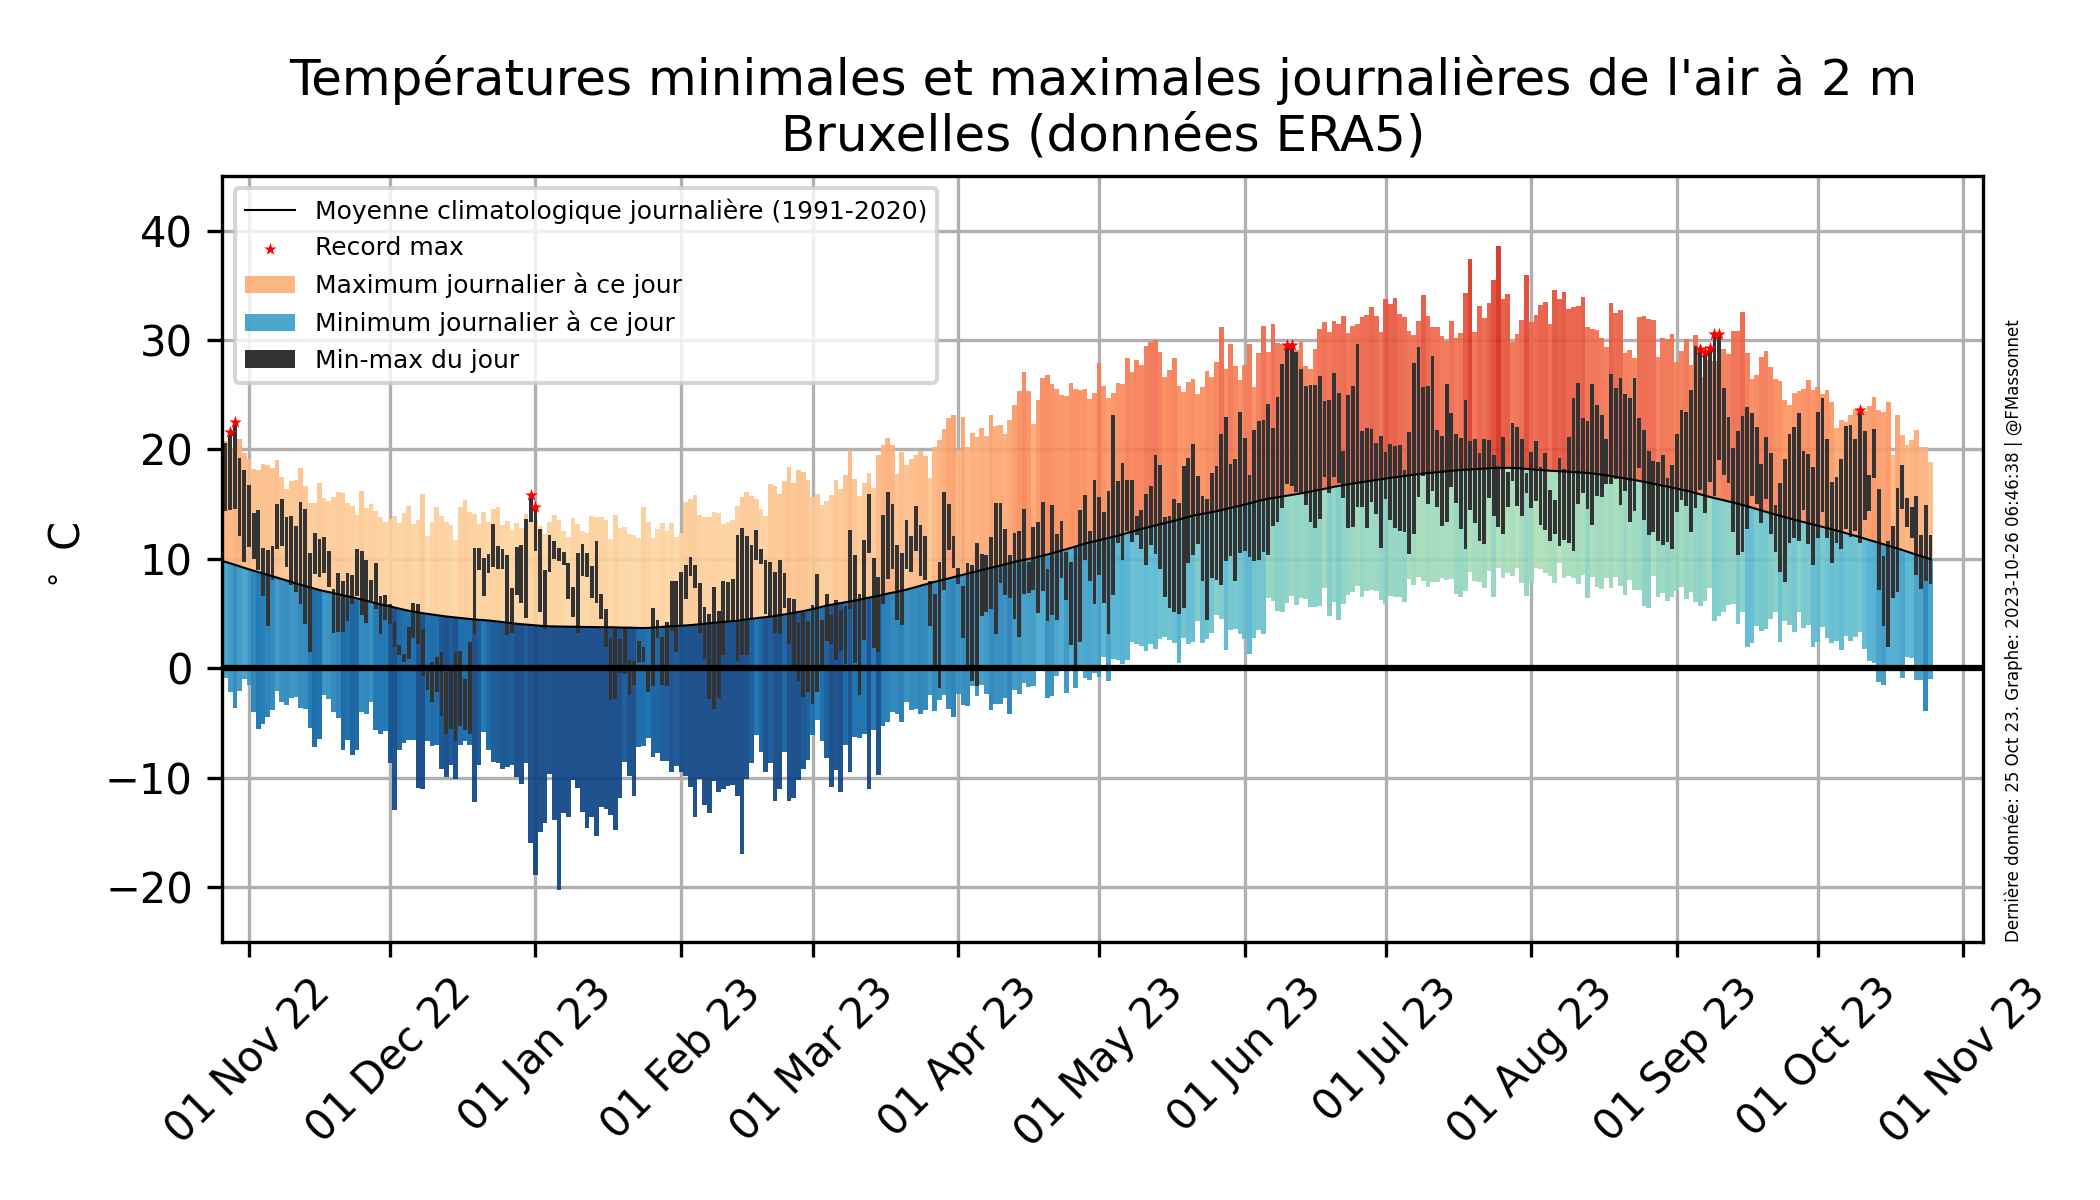 Températures minimales et maximales journalières de l'air à 2 m
Bruxelles (données ERA5)
Moyenne climatologique journalière (1991-2020)
Record max
Maximum journalier à ce jour
Minimum journalier à ce jour
Min-max du jour
° C
40
30
20
10
0
−10
−20
01 Nov 22
01 Dec 22
01 Jan 23
01 Feb 23
01 Mar 23
01 Apr 23
01 May 23
01 Jun 23
01 Jul 23
01 Aug 23
01 Sep 23
01 Oct 23
01 Nov 23
Dernière donnée: 25 Oct 23. Graphe: 2023-10-26 06:46:38 | @FMassonnet